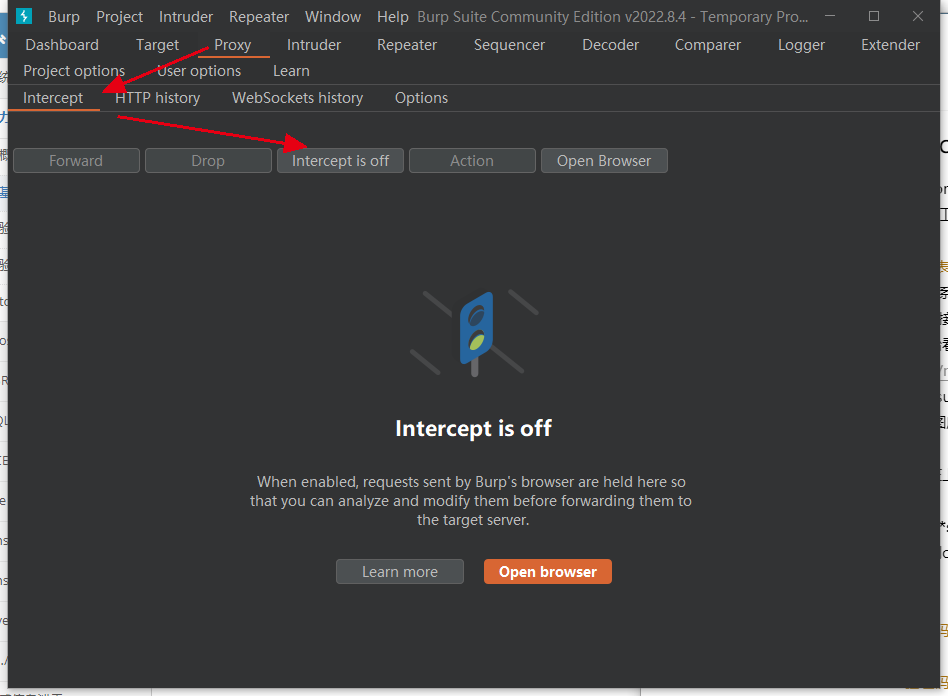 Burp Project Intruder Repeater Window Help Burp Suite Community Edition v2022.8.4 - Temporary Pro...
Dashboard Target Proxy Intruder Repeater Sequencer Decoder Comparer Logger Extender
Project options User options Learn
Intercept HTTP history WebSockets history Options
Forward Drop Intercept is off Action Open Browser
Intercept is off
When enabled, requests sent by Burp's browser are held here so
that you can analyze and modify them before forwarding them to
the target server.
Learn more Open browser